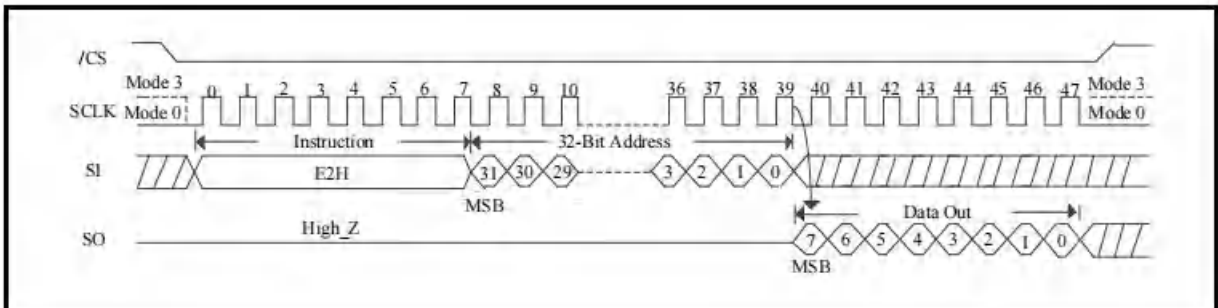 /CS
Mode 3 0 1 2 3 4 5 6 7 8 9 10 36 37 38 39 40 41 42 43 44 45 46 47 Mode 3
SCLK Mode 0 Mode 0
Instruction 32-Bit Address
SI E2H 31 30 29 3 2 1 0
MSB
High_Z Data Out
SO 7 6 5 4 3 2 1 0
MSB